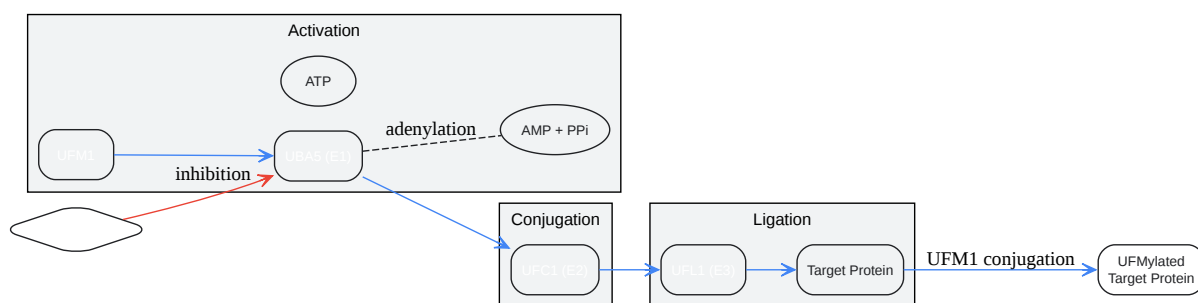 Activation
ATP
adenylation
AMP + PPi
UFM1
UBA5 (E1)
inhibition
Conjugation
Ligation
UFC1 (E2)
UFL1 (E3)
Target Protein
UFM1 conjugation
UFMylated
Target Protein